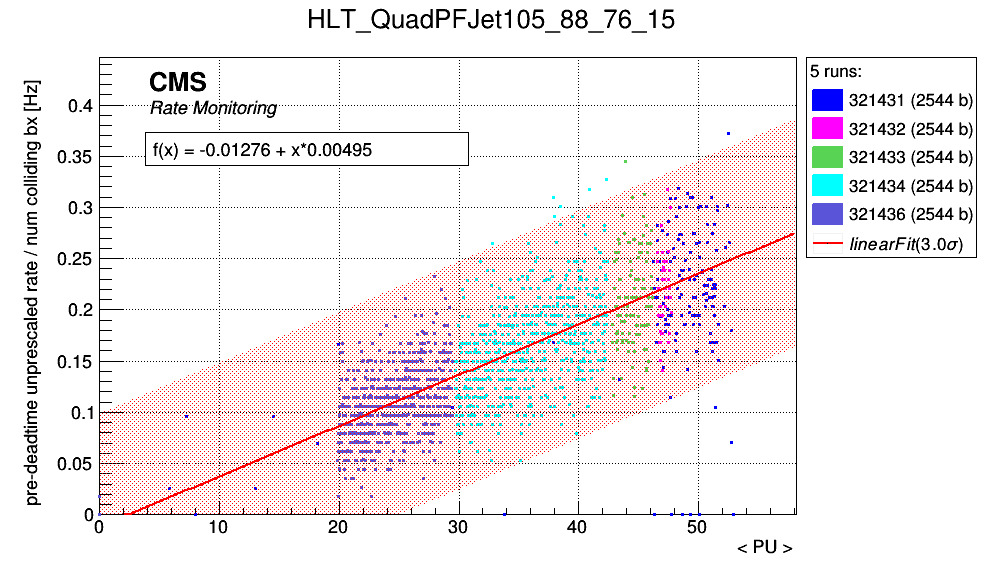 HLT_QuadPFJet105_88_76_15
pre-deadtime unprescaled rate / num colliding bx [Hz]
CMS
Rate Monitoring
f(x) = -0.01276 + x*0.00495
0.4
0.35
0.3
0.25
0.2
0.15
0.1
0.05
0
0 10 20 30 40 50
< PU >
5 runs:
321431 (2544 b)
321432 (2544 b)
321433 (2544 b)
321434 (2544 b)
321436 (2544 b)
linearFit(3.0σ)